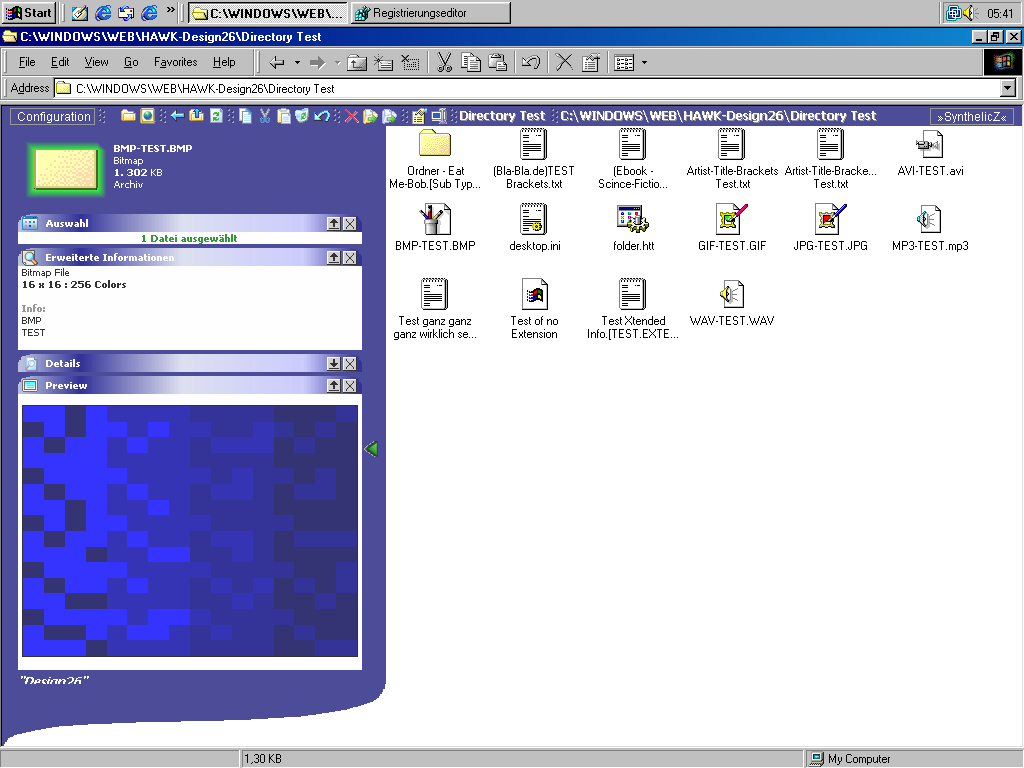 Start
»
C:\WINDOWS\WEB\...
Registrierungseditor
05:41
C:\WINDOWS\WEB\HAWK-Design26\Directory Test
File Edit View Go Favorites Help
Address C:\WINDOWS\WEB\HAWK-Design26\Directory Test
Configuration
Directory Test
C:\WINDOWS\WEB\HAWK-Design26\Directory Test
»SyntheticZ«
BMP-TEST.BMP
Bitmap
1. 302 KB
Archiv
Auswahl
1 Datei ausgewählt
Erweiterte Informationen
Bitmap File
16 x 16 : 256 Colors
Info:
BMP
TEST
Details
Preview
"Design26"
Ordner - Eat
Me-Bob.[Sub Typ...
(Bla-Bla.de)TEST
Brackets.txt
(Ebook -
Scince-Fictio...
Artist-Title-Brackets
Test.txt
Artist-Title-Bracke...
Test.txt
AVI-TEST.avi
BMP-TEST.BMP
desktop.ini
folder.htt
GIF-TEST.GIF
JPG-TEST.JPG
MP3-TEST.mp3
Test ganz ganz
ganz wirklich se...
Test of no
Extension
Test Xtended
Info.[TEST.EXTE...
WAV-TEST.WAV
1,30 KB
My Computer